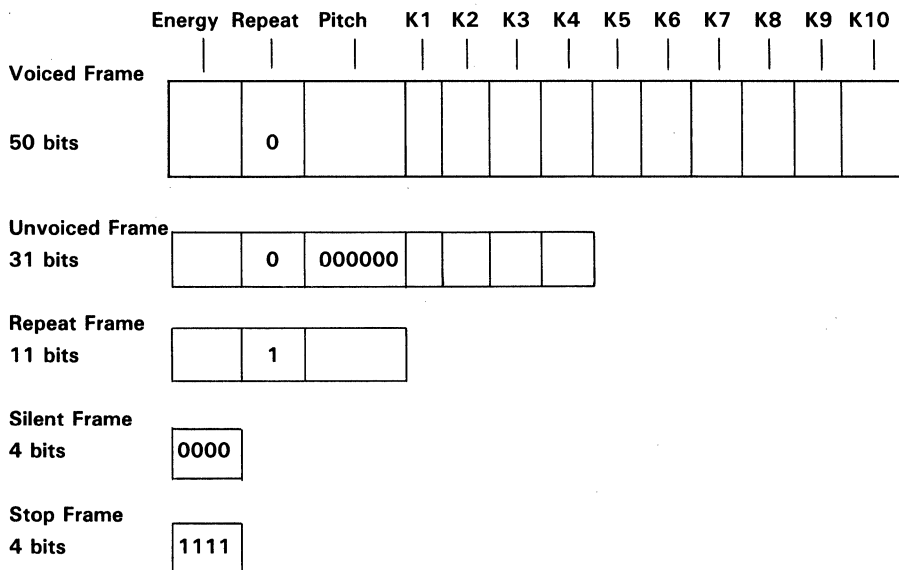 Energy Repeat Pitch K1 K2 K3 K4 K5 K6 K7 K8 K9 K10
Voiced Frame
50 bits 0
Unvoiced Frame
31 bits 0 000000
Repeat Frame
11 bits 1
Silent Frame
4 bits 0000
Stop Frame
4 bits 1111